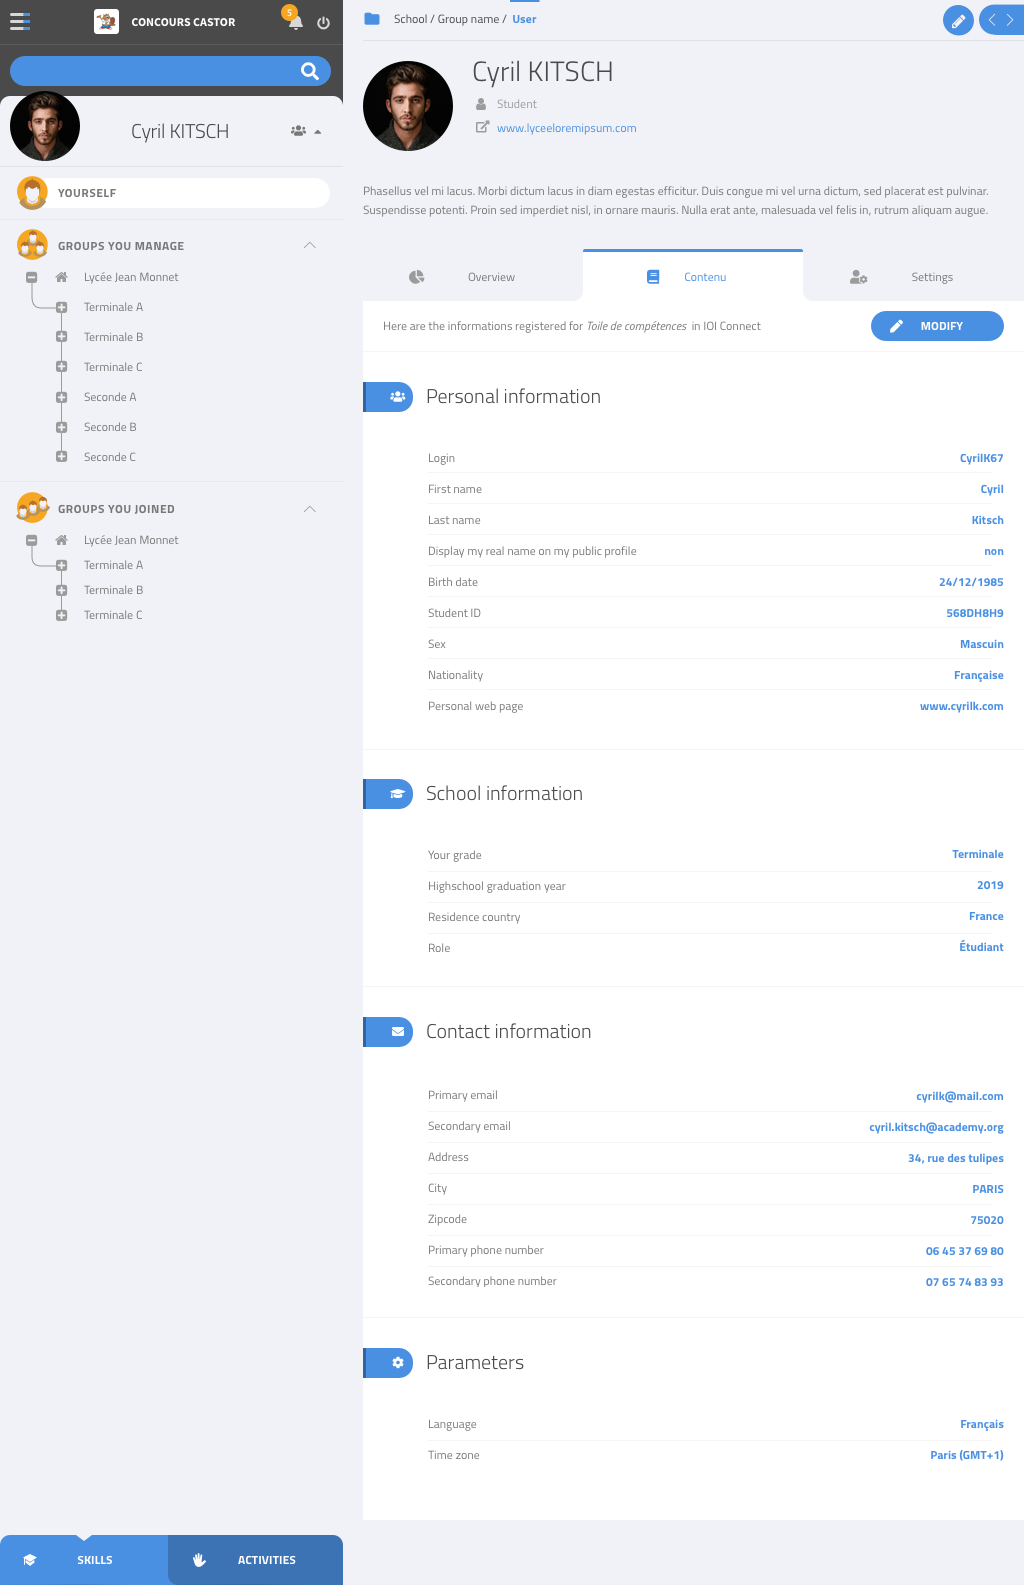 CONCOURS CASTOR
5
Cyril KITSCH
YOURSELF
GROUPS YOU MANAGE
Lycée Jean Monnet
Terminale A
Terminale B
Terminale C
Seconde A
Seconde B
Seconde C
GROUPS YOU JOINED
Lycée Jean Monnet
Terminale A
Terminale B
Terminale C
SKILLS
ACTIVITIES
School / Group name / User
Cyril KITSCH
Student
www.lyceeloremipsum.com
Phasellus vel mi lacus. Morbi dictum lacus in diam egestas efficitur. Duis congue mi vel urna dictum, sed placerat est pulvinar.
Suspendisse potenti. Proin sed imperdiet nisl, in ornare mauris. Nulla erat ante, malesuada vel felis in, rutrum aliquam augue.
Overview
Contenu
Settings
Here are the informations registered for Toile de compétences in IOI Connect
MODIFY
Personal information
Login CyrilK67
First name Cyril
Last name Kitsch
Display my real name on my public profile non
Birth date 24/12/1985
Student ID 568DH8H9
Sex Mascuin
Nationality Française
Personal web page www.cyrilk.com
School information
Your grade Terminale
Highschool graduation year 2019
Residence country France
Role Étudiant
Contact information
Primary email cyrilk@mail.com
Secondary email cyril.kitsch@academy.org
Address 34, rue des tulipes
City PARIS
Zipcode 75020
Primary phone number 06 45 37 69 80
Secondary phone number 07 65 74 83 93
Parameters
Language Français
Time zone Paris (GMT+1)